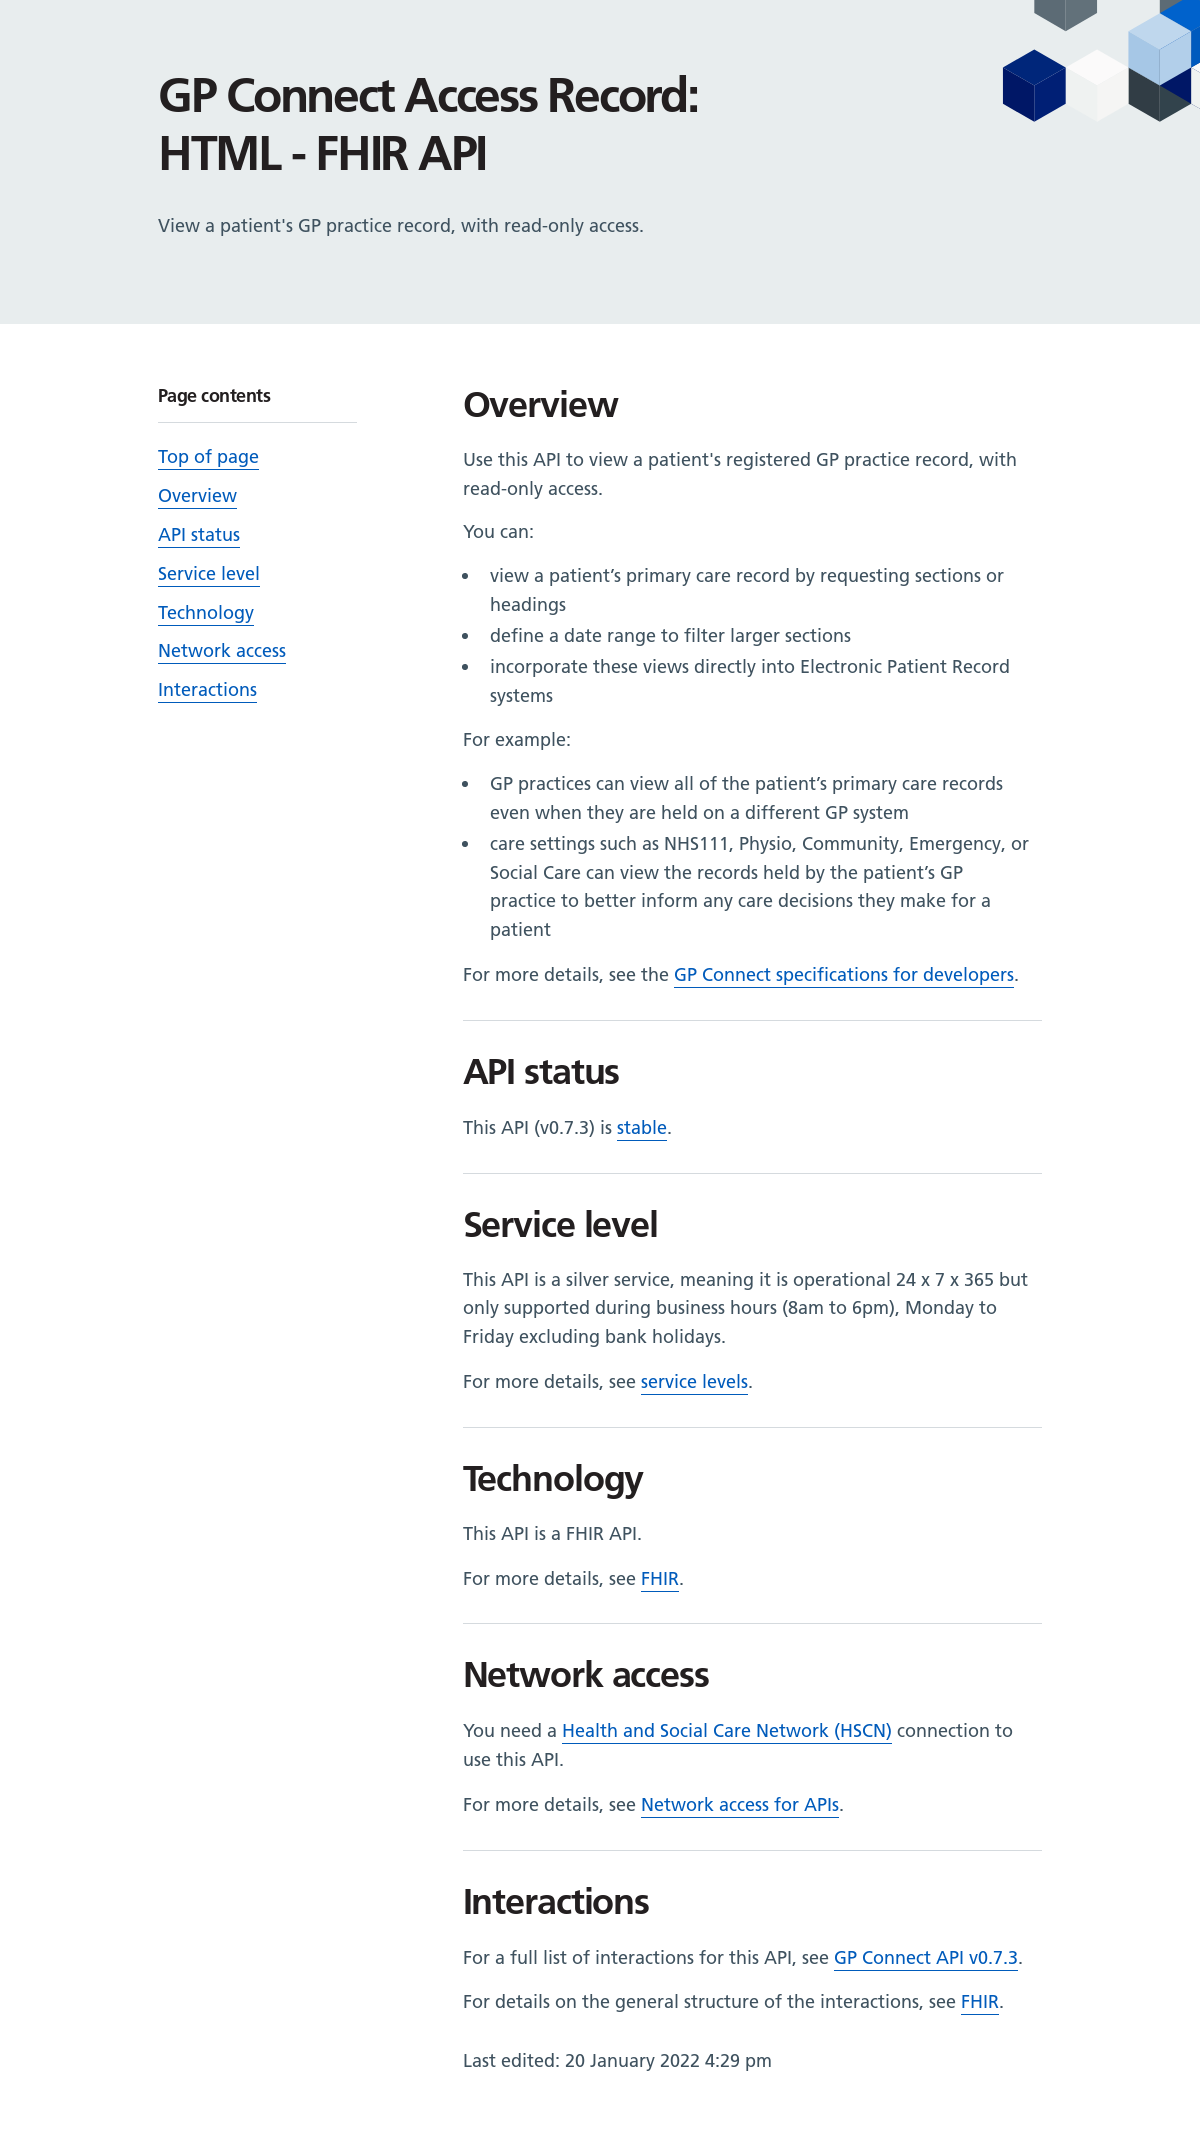 GP Connect Access Record:
HTML - FHIR API
View a patient's GP practice record, with read-only access.
Page contents
Top of page
Overview
API status
Service level
Technology
Network access
Interactions
Overview
Use this API to view a patient's registered GP practice record, with
read-only access.
You can:
• view a patient’s primary care record by requesting sections or
headings
• define a date range to filter larger sections
• incorporate these views directly into Electronic Patient Record
systems
For example:
• GP practices can view all of the patient’s primary care records
even when they are held on a different GP system
• care settings such as NHS111, Physio, Community, Emergency, or
Social Care can view the records held by the patient’s GP
practice to better inform any care decisions they make for a
patient
For more details, see the GP Connect specifications for developers.
API status
This API (v0.7.3) is stable.
Service level
This API is a silver service, meaning it is operational 24 x 7 x 365 but
only supported during business hours (8am to 6pm), Monday to
Friday excluding bank holidays.
For more details, see service levels.
Technology
This API is a FHIR API.
For more details, see FHIR.
Network access
You need a Health and Social Care Network (HSCN) connection to
use this API.
For more details, see Network access for APIs.
Interactions
For a full list of interactions for this API, see GP Connect API v0.7.3.
For details on the general structure of the interactions, see FHIR.
Last edited: 20 January 2022 4:29 pm